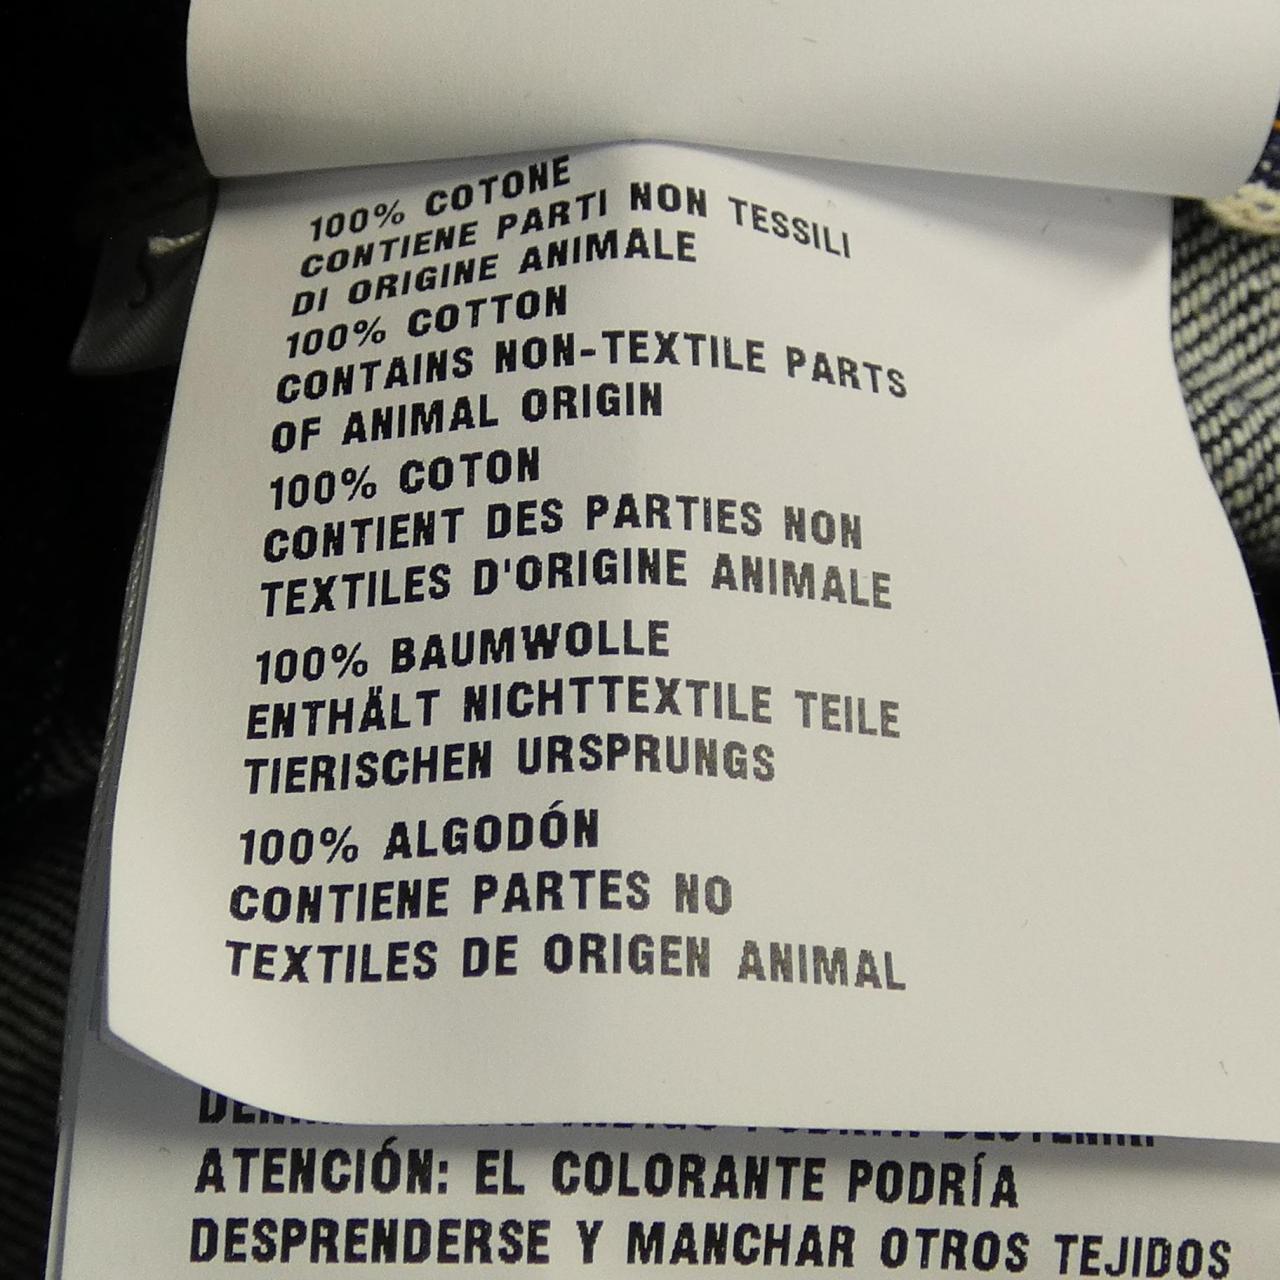 100% COTONE
CONTIENE PARTI NON TESSILI
DI ORIGINE ANIMALE
100% COTTON
CONTAINS NON-TEXTILE PARTS
OF ANIMAL ORIGIN
100% COTON
CONTIENT DES PARTIES NON
TEXTILES D'ORIGINE ANIMALE
100% BAUMWOLLE
ENTHÄLT NICHTTEXTILE TEILE
TIERISCHEN URSPRUNGS
100% ALGODÓN
CONTIENE PARTES NO
TEXTILES DE ORIGEN ANIMAL
ATENCIÓN: EL COLORANTE PODRÍA
DESPRENDERSE Y MANCHAR OTROS TEJIDOS